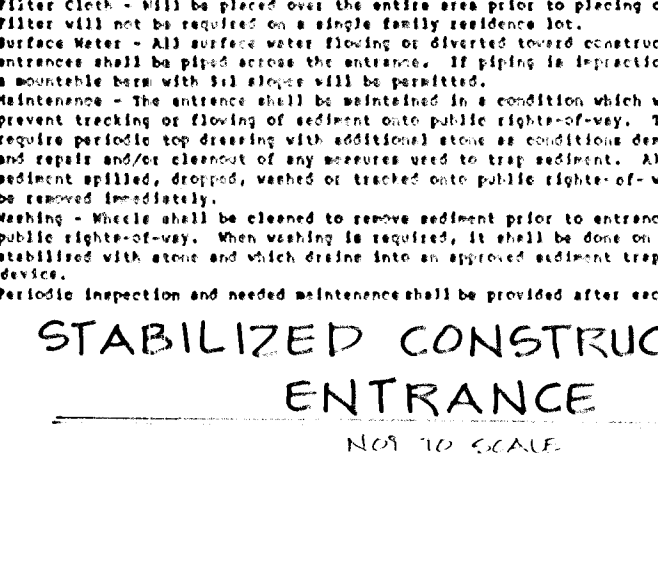 Filter Cloth - Will be placed over the entire area prior to placing
Filter will not be required on a single family residence lot.
Surface Water - All surface water flowing or diverted toward construc
entrances shall be piped across the entrance. If piping is impractic
a mountable berm with 5:1 slopes will be permitted.
Maintenance - The entrance shall be maintained in a condition which w
prevent tracking or flowing of sediment onto public rights-of-way. T
require periodic top dressing with additional stone as conditions dem
and repair and/or cleanout of any measures used to trap sediment. Al
sediment spilled, dropped, washed or tracked onto public rights-of-w
be removed immediately.
Washing - Wheels shall be cleaned to remove sediment prior to entranc
public rights-of-way. When washing is required, it shall be done on
stabilized with stone and which drains into an approved sediment trap
device.
Periodic inspection and needed maintenance shall be provided after eac
STABILIZED CONSTRUC
ENTRANCE
NOT TO SCALE